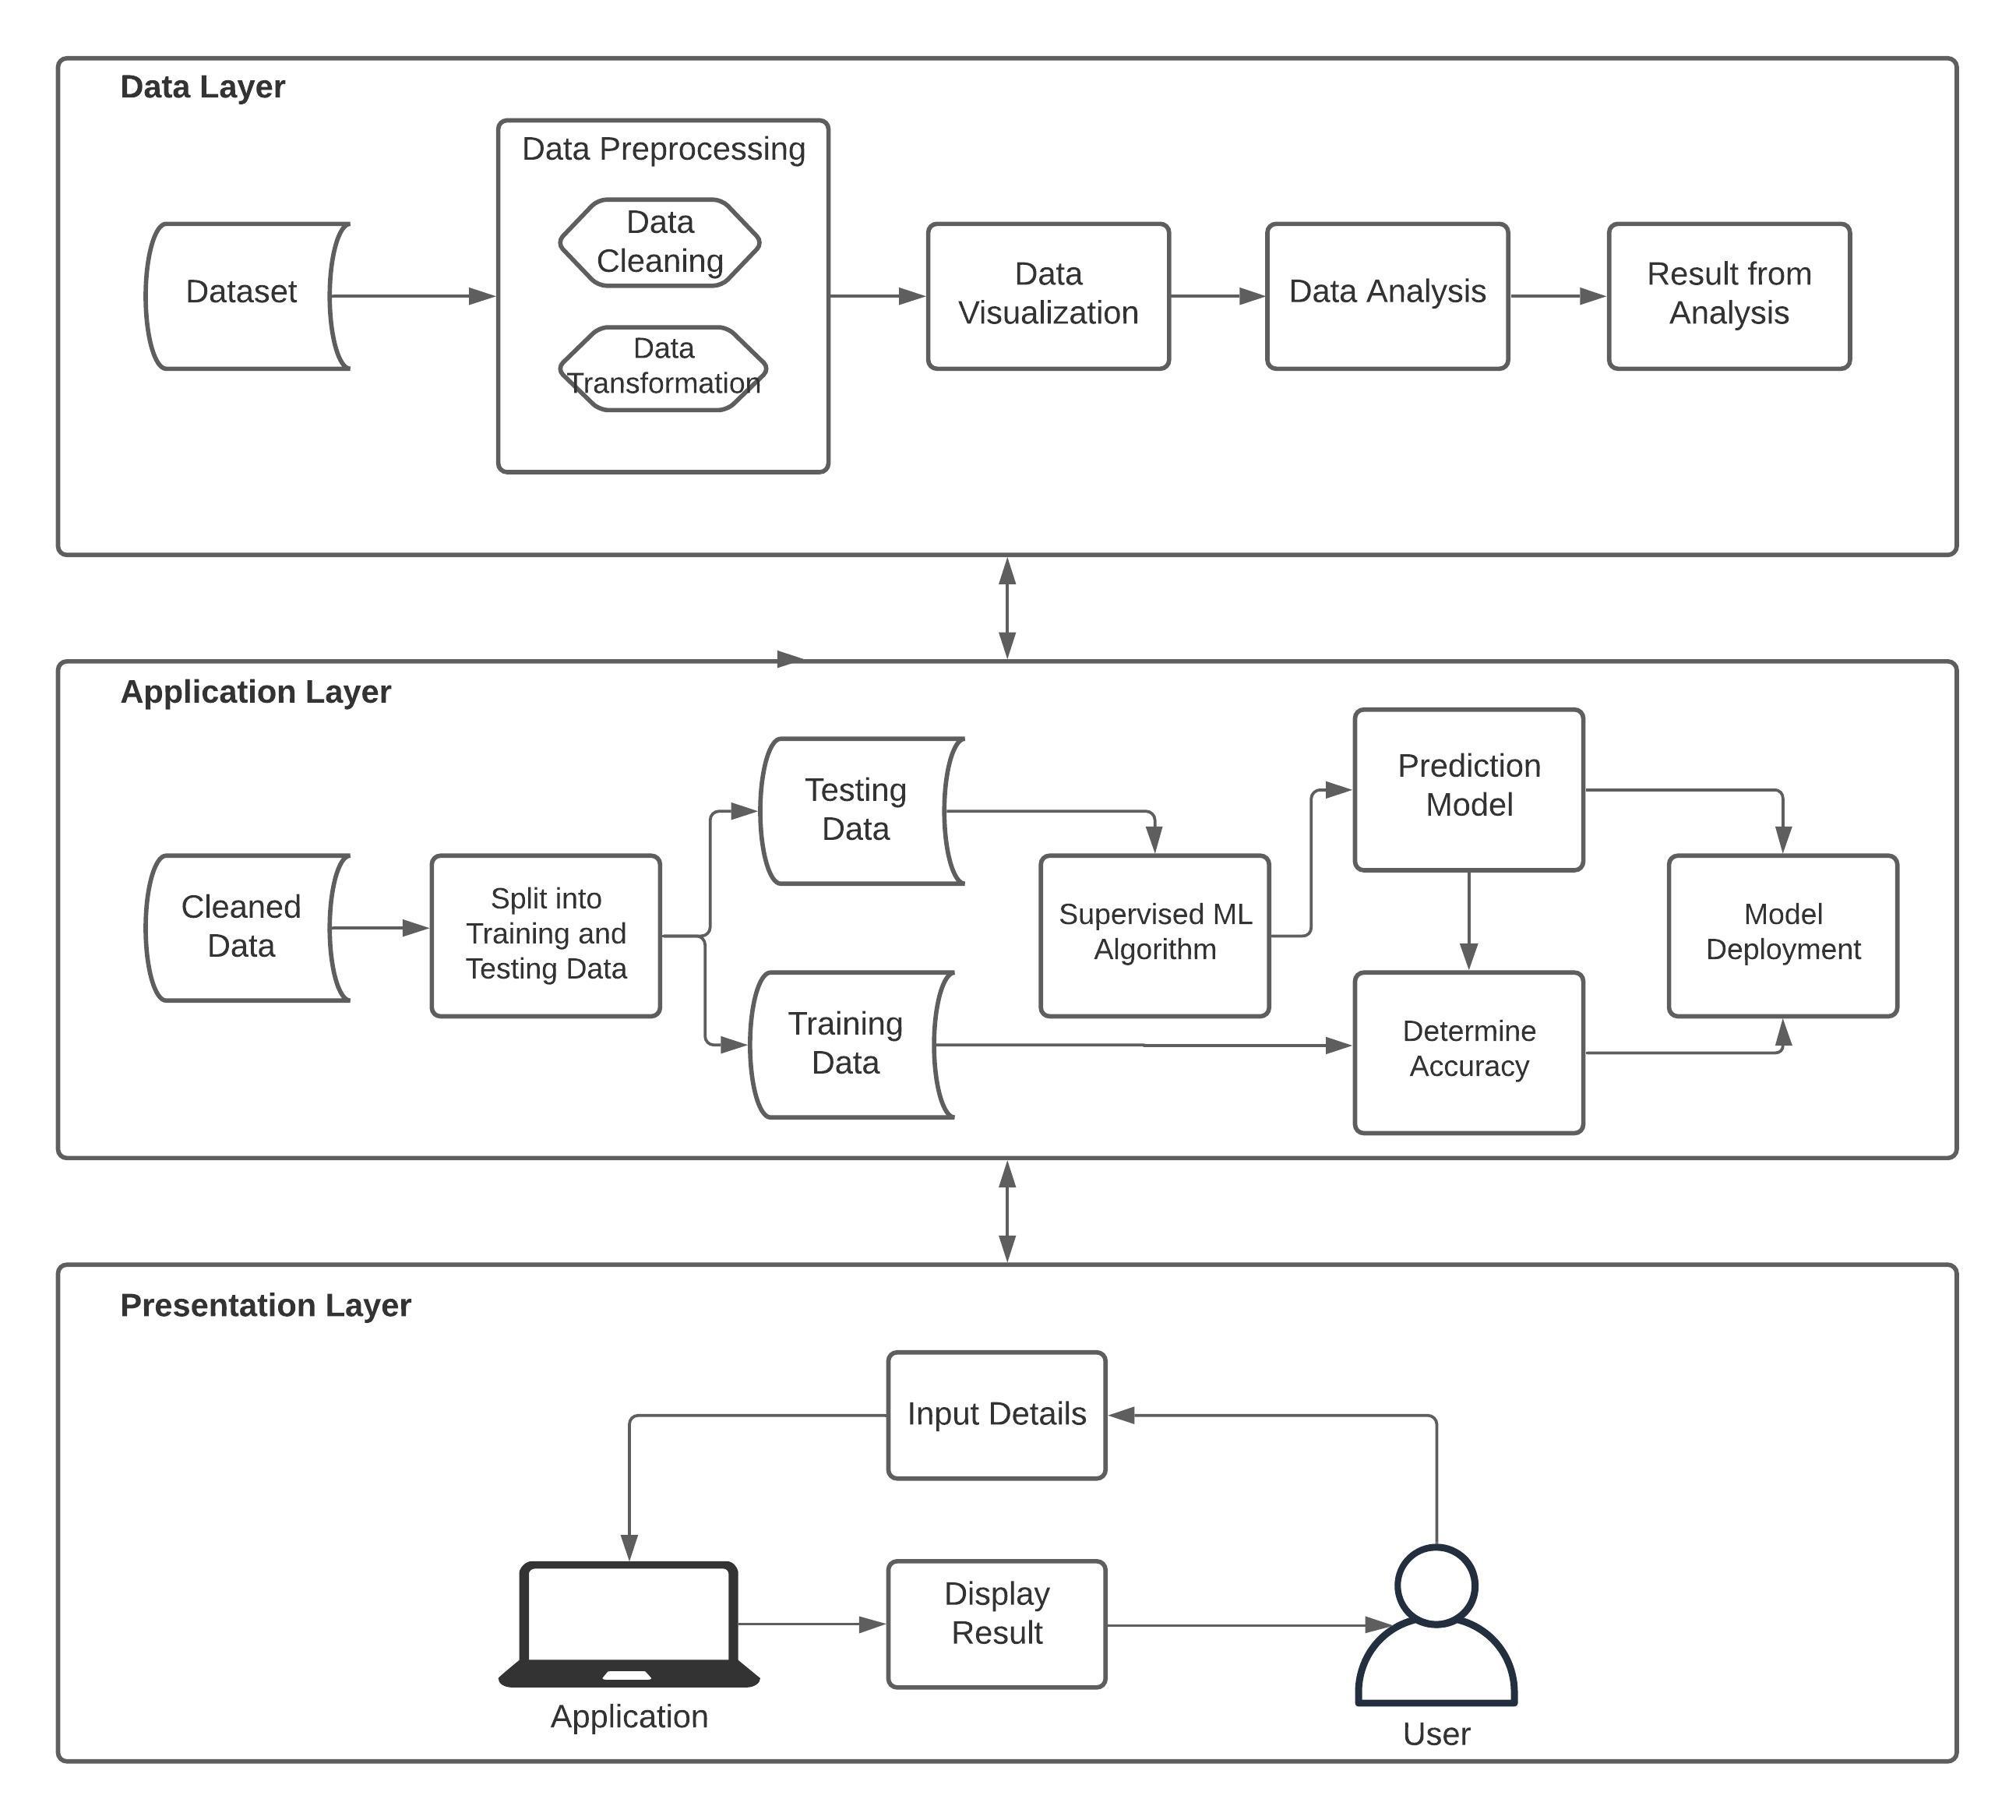 Data Layer
Data Preprocessing
Data
Cleaning
Data
Transformation
Dataset
Data
Visualization
Data Analysis
Result from
Analysis
Application Layer
Cleaned
Data
Split into
Training and
Testing Data
Testing
Data
Training
Data
Supervised ML
Algorithm
Prediction
Model
Determine
Accuracy
Model
Deployment
Presentation Layer
Input Details
Display
Result
Application
User